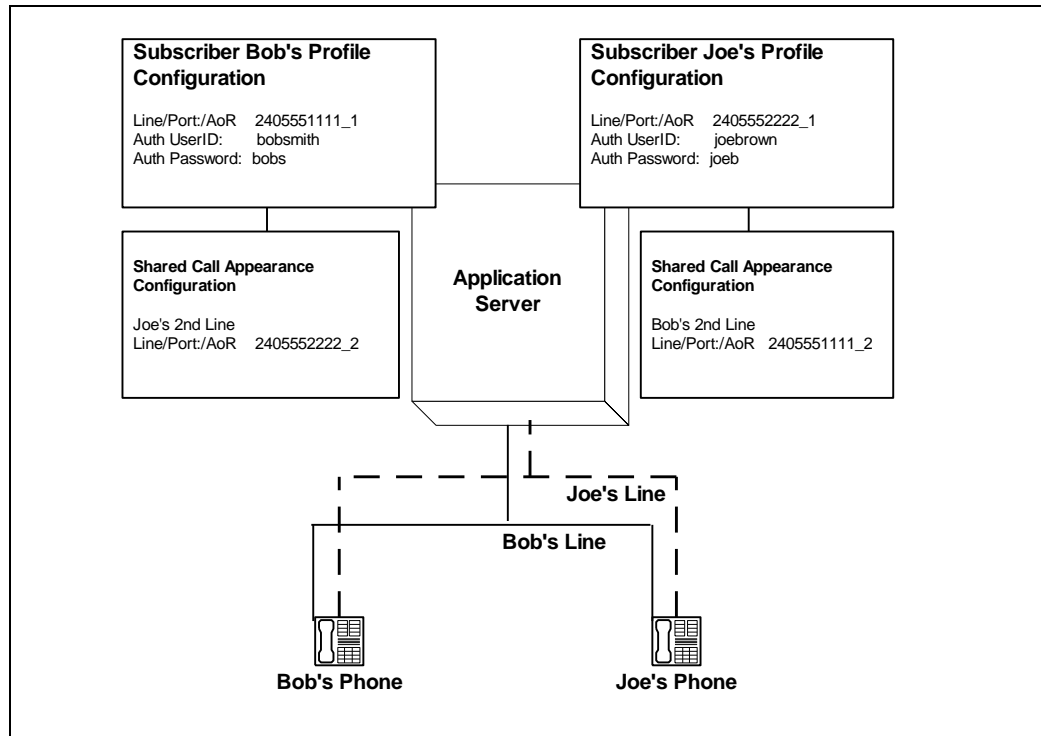 Subscriber Bob's Profile
Configuration
Line/Port:/AoR 2405551111_1
Auth UserID: bobsmith
Auth Password: bobs
Subscriber Joe's Profile
Configuration
Line/Port:/AoR 2405552222_1
Auth UserID: joebrown
Auth Password: joeb
Shared Call Appearance
Configuration
Joe's 2nd Line
Line/Port:/AoR 2405552222_2
Application
Server
Shared Call Appearance
Configuration
Bob's 2nd Line
Line/Port:/AoR 2405551111_2
Joe's Line
Bob's Line
Bob's Phone
Joe's Phone